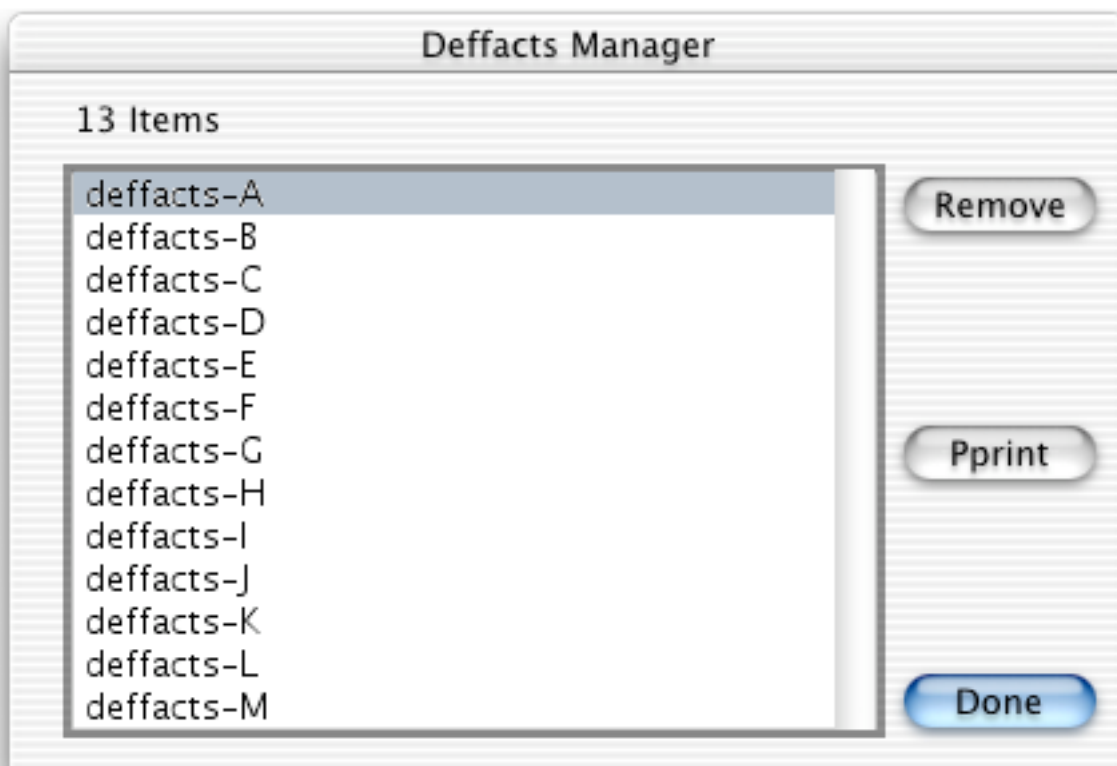 Deffacts Manager
13 Items
deffacts-A
deffacts-B
deffacts-C
deffacts-D
deffacts-E
deffacts-F
deffacts-G
deffacts-H
deffacts-I
deffacts-J
deffacts-K
deffacts-L
deffacts-M
Remove
Pprint
Done